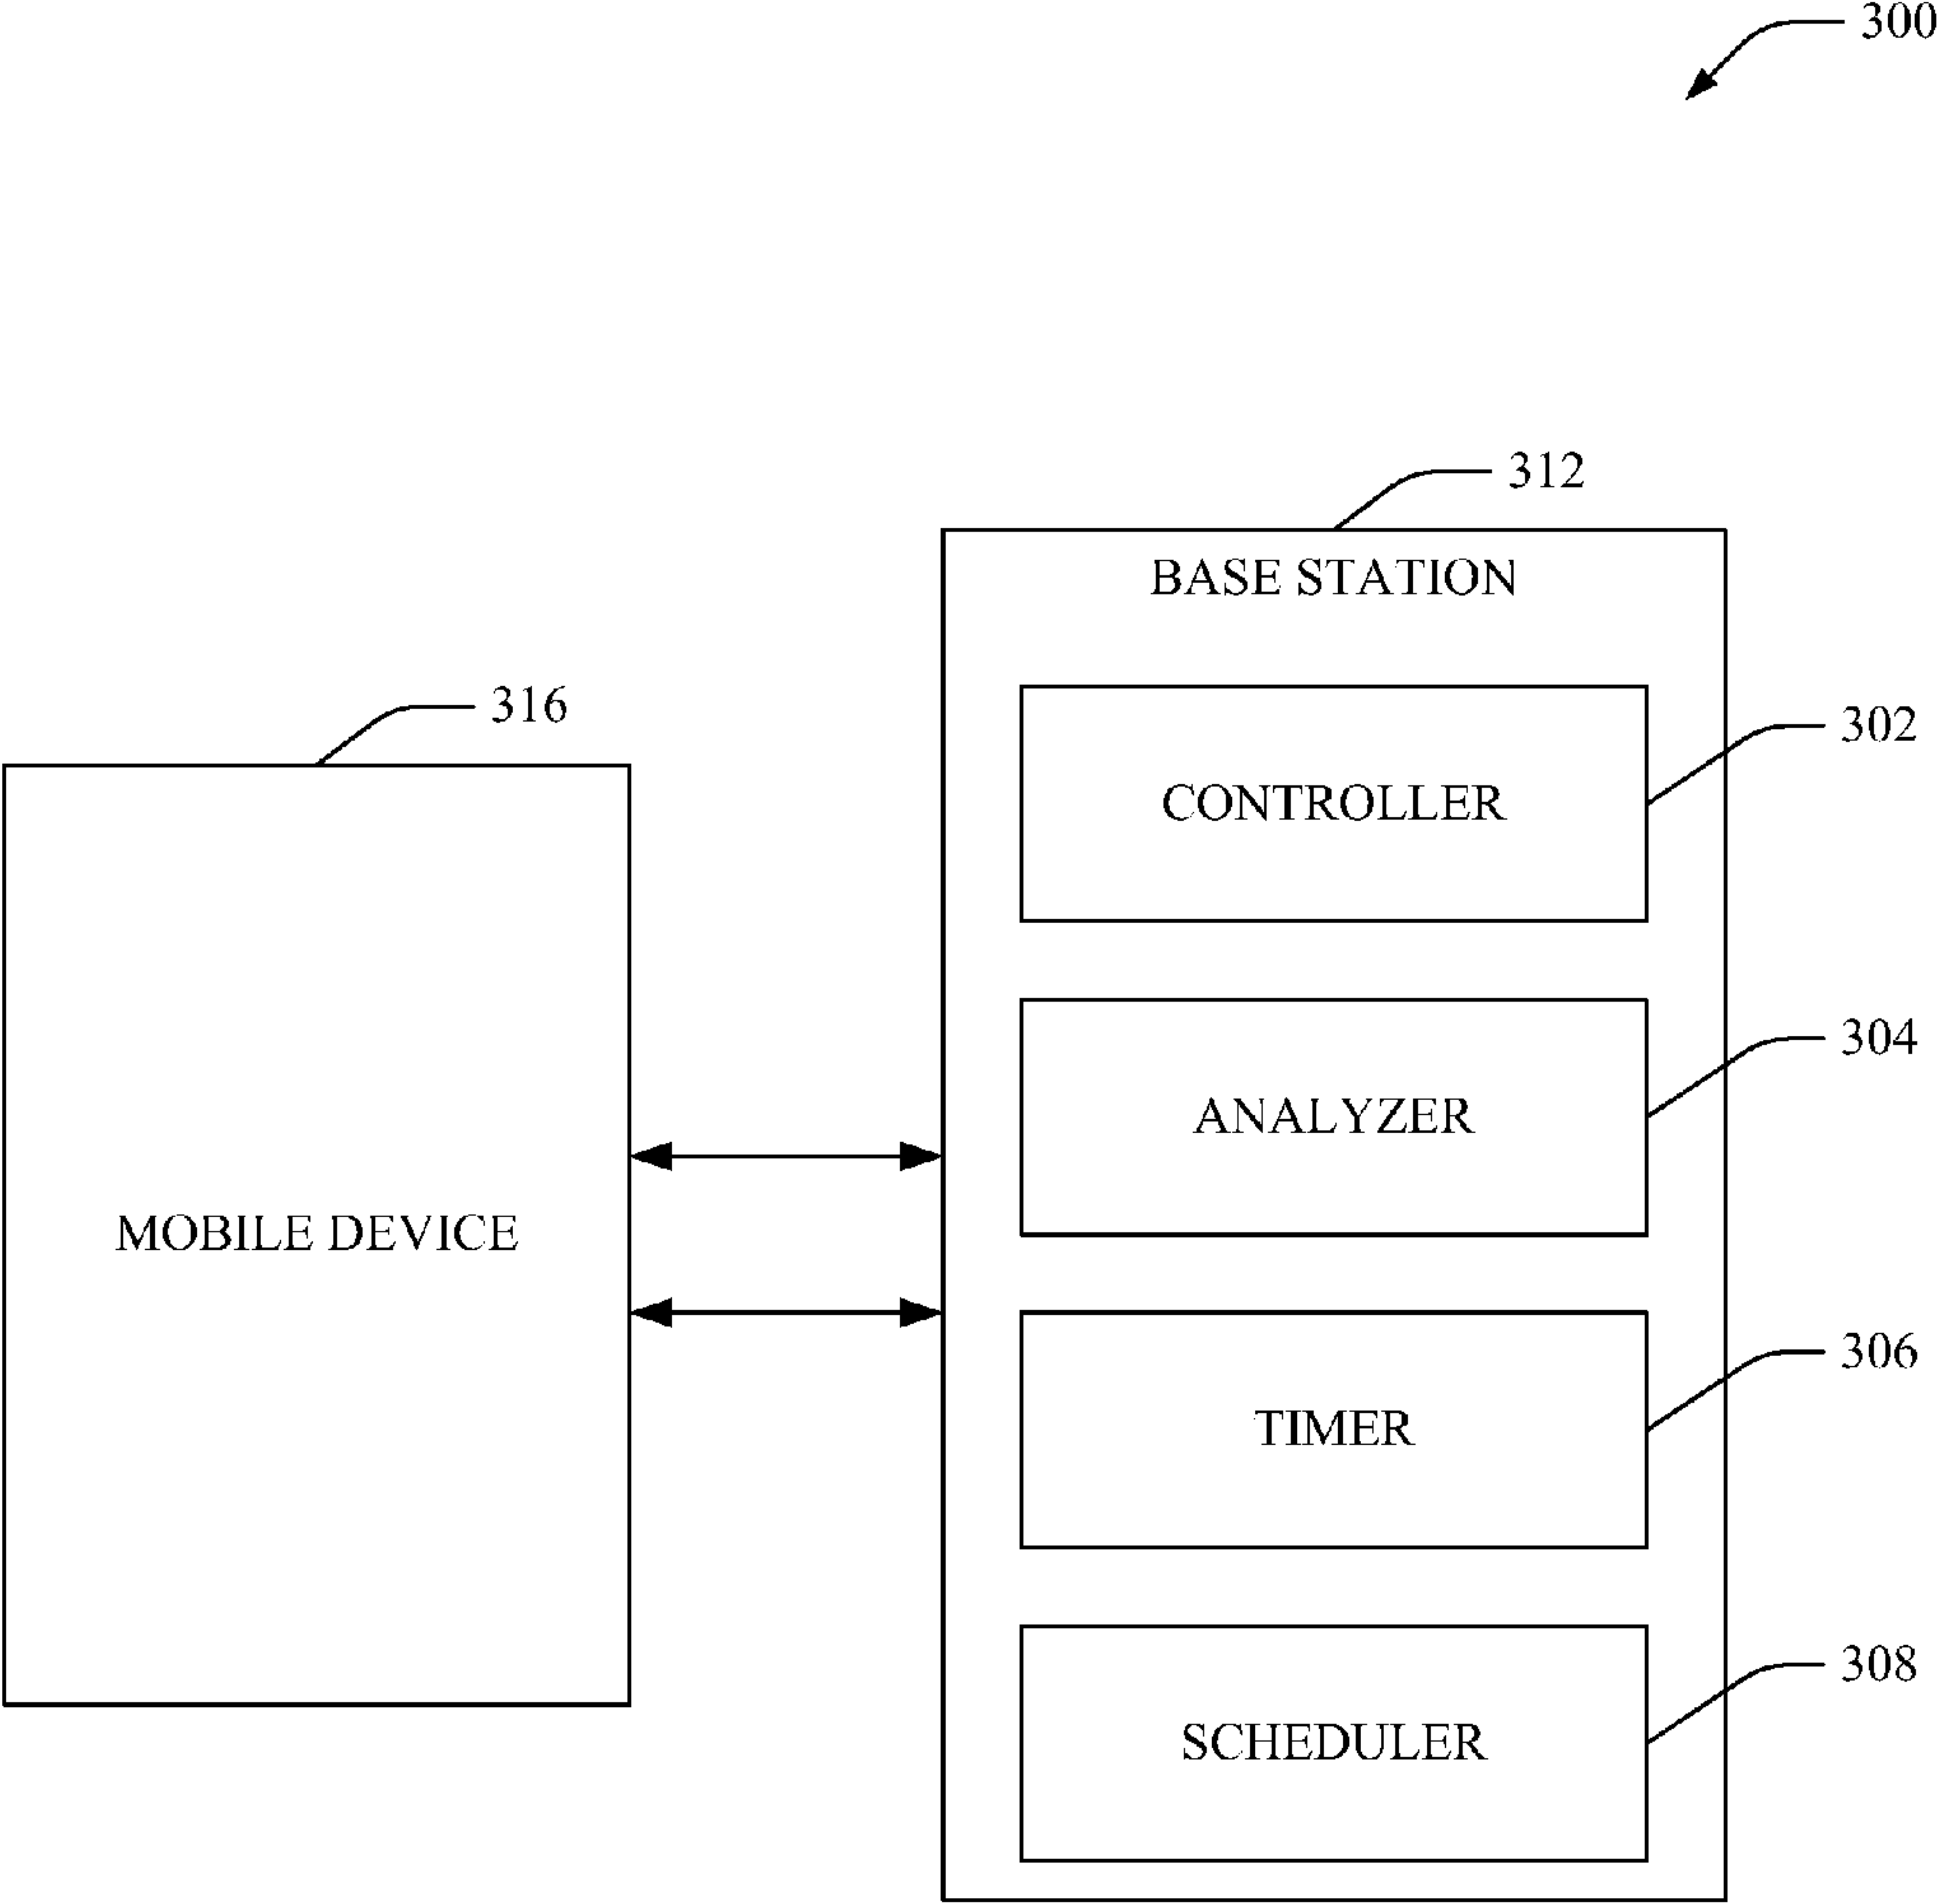 300
312
BASE STATION
316
302
CONTROLLER
304
ANALYZER
MOBILE DEVICE
306
TIMER
308
SCHEDULER